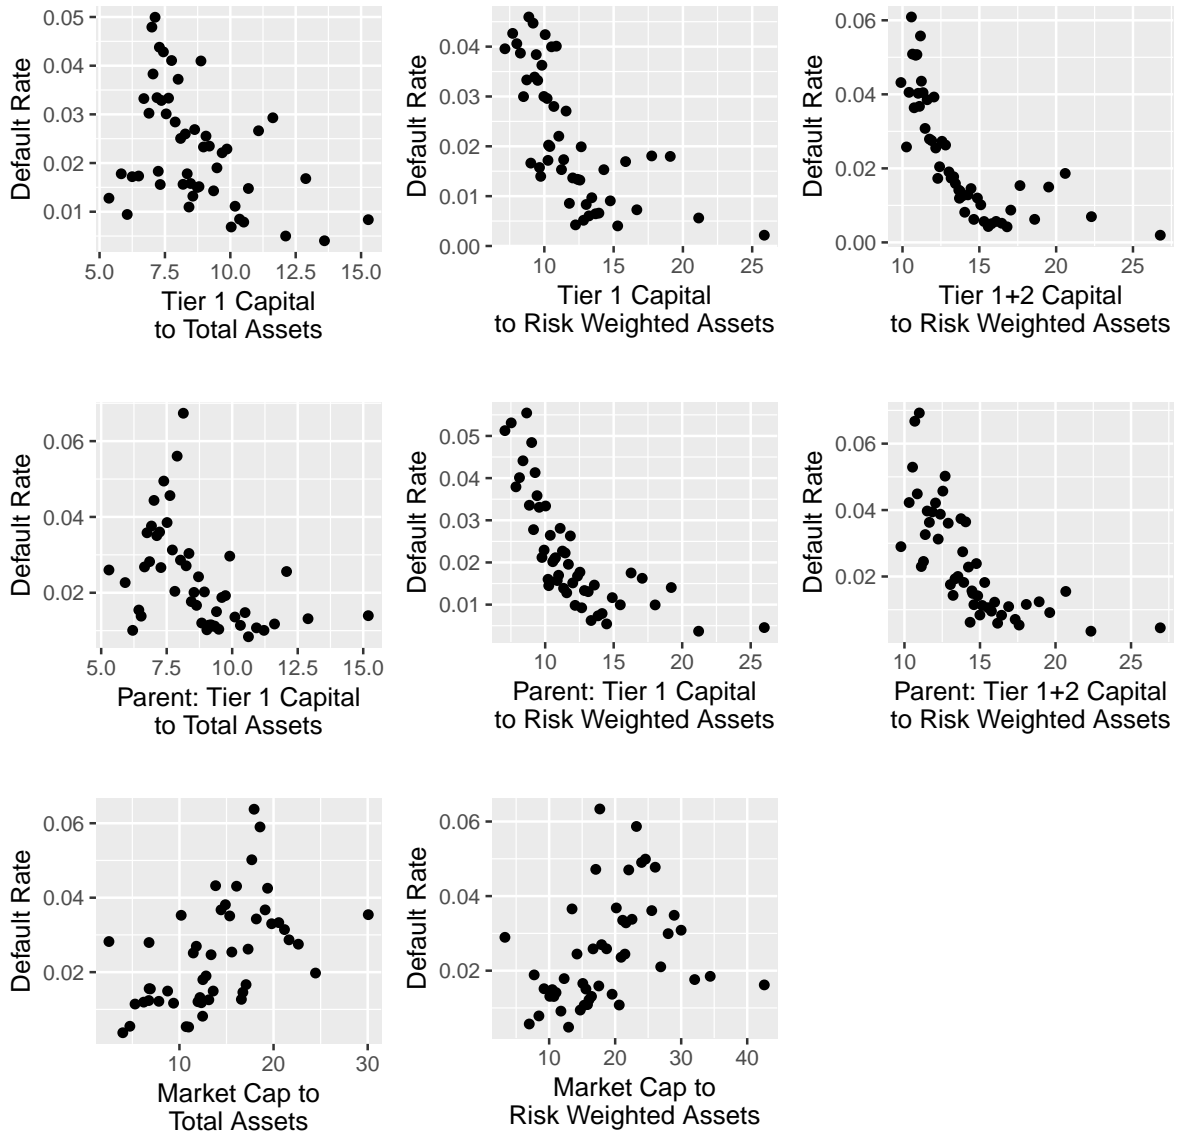 0.05
0.04
0.03
0.02
0.01
Default Rate
5.0 7.5 10.0 12.5 15.0
Tier 1 Capital
to Total Assets
0.04
0.03
0.02
0.01
0.00
Default Rate
10 15 20 25
Tier 1 Capital
to Risk Weighted Assets
0.06
0.04
0.02
0.00
Default Rate
10 15 20 25
Tier 1+2 Capital
to Risk Weighted Assets
0.06
0.04
0.02
Default Rate
5.0 7.5 10.0 12.5 15.0
Parent: Tier 1 Capital
to Total Assets
0.05
0.04
0.03
0.02
0.01
Default Rate
10 15 20 25
Parent: Tier 1 Capital
to Risk Weighted Assets
0.06
0.04
0.02
Default Rate
10 15 20 25
Parent: Tier 1+2 Capital
to Risk Weighted Assets
0.06
0.04
0.02
Default Rate
10 20 30
Market Cap to
Total Assets
0.06
0.04
0.02
Default Rate
10 20 30 40
Market Cap to
Risk Weighted Assets